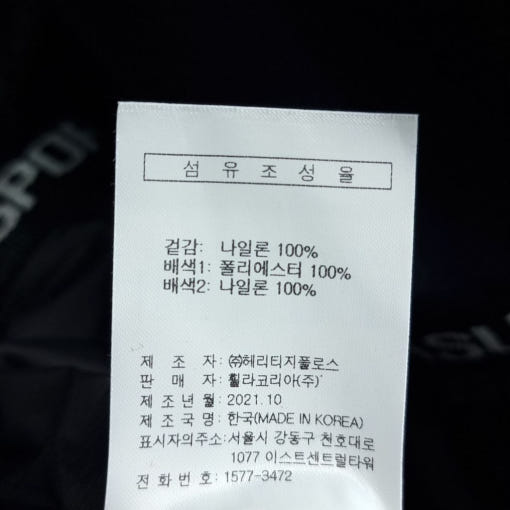 섬 유 조 성 율
겉감: 나일론 100%
배색1: 폴리에스터 100%
배색2: 나일론 100%
제 조 자: ㈜헤리티지풀로스
판 매 자: 휠라코리아(주)
제 조 년 월: 2021.10
제 조 국 명: 한국(MADE IN KOREA)
표시자의주소: 서울시 강동구 천호대로
1077 이스트센트럴타워
전 화 번 호: 1577-3472
SPOR